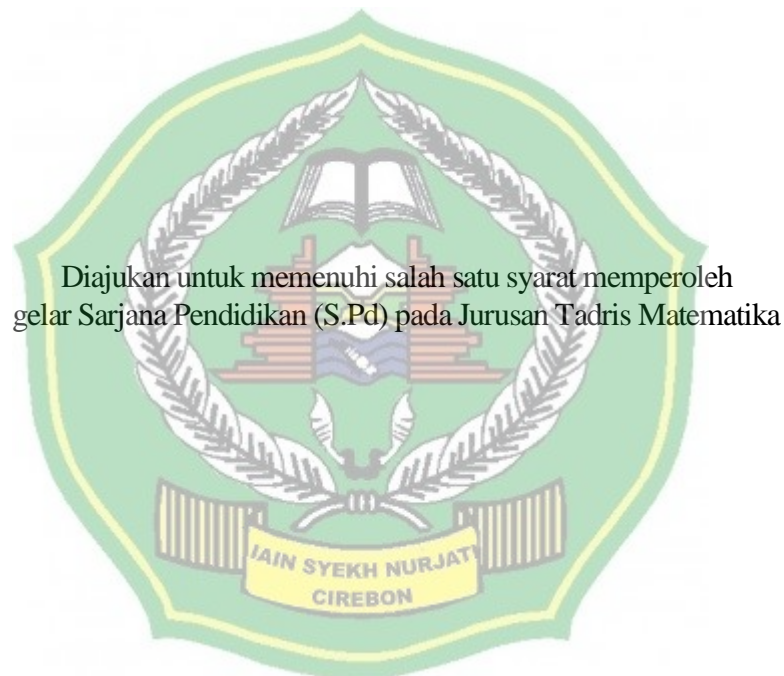 Diajukan untuk memenuhi salah satu syarat memperoleh
gelar Sarjana Pendidikan (S.Pd) pada Jurusan Tadris Matematika
IAIN SYEKH NURJATI
CIREBON